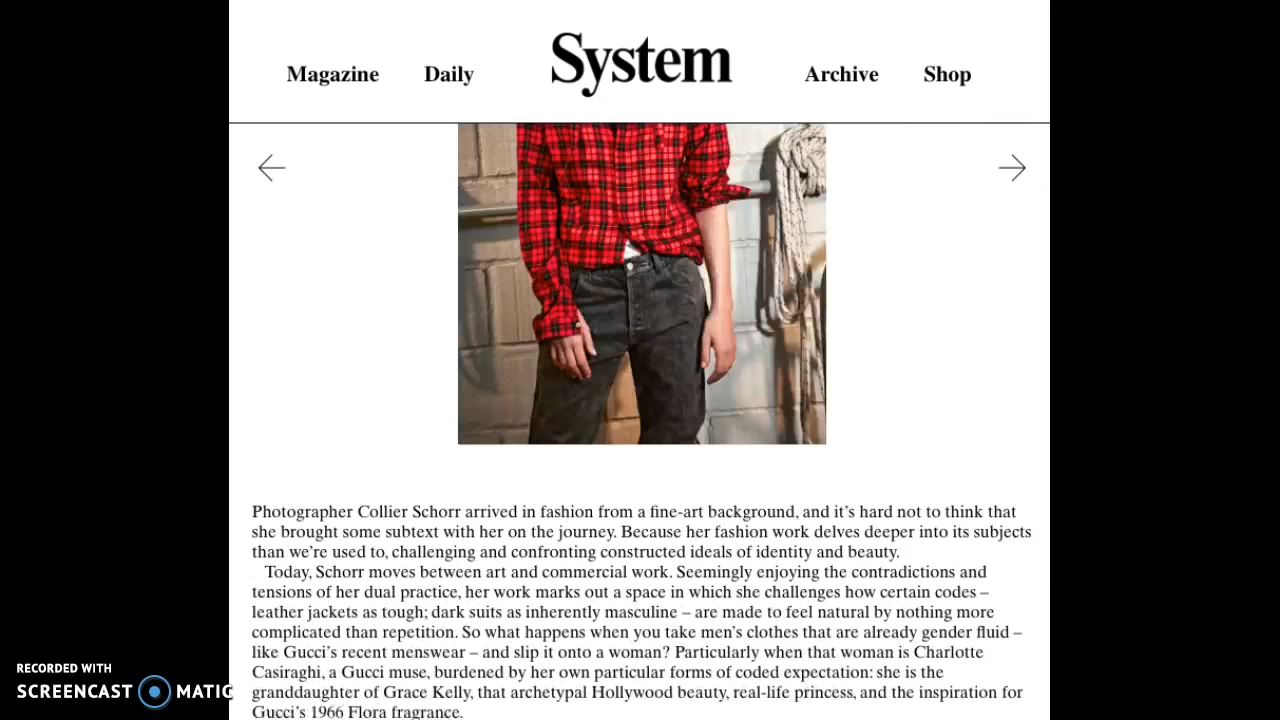 System
Magazine Daily Archive Shop
Photographer Collier Schorr arrived in fashion from a fine-art background, and it's hard not to think that
she brought some subtext with her on the journey. Because her fashion work delves deeper into its subjects
than we're used to, challenging and confronting constructed ideals of identity and beauty.
Today, Schorr moves between art and commercial work. Seemingly enjoying the contradictions and
tensions of her dual practice, her work marks out a space in which she challenges how certain codes –
leather jackets as tough; dark suits as inherently masculine – are made to feel natural by nothing more
complicated than repetition. So what happens when you take men's clothes that are already gender fluid –
like Gucci's recent menswear – and slip it onto a woman? Particularly when that woman is Charlotte
Casiraghi, a Gucci muse, burdened by her own particular forms of coded expectation: she is the
granddaughter of Grace Kelly, that archetypal Hollywood beauty, real-life princess, and the inspiration for
Gucci's 1966 Flora fragrance.
RECORDED WITH
SCREENCAST MATIC